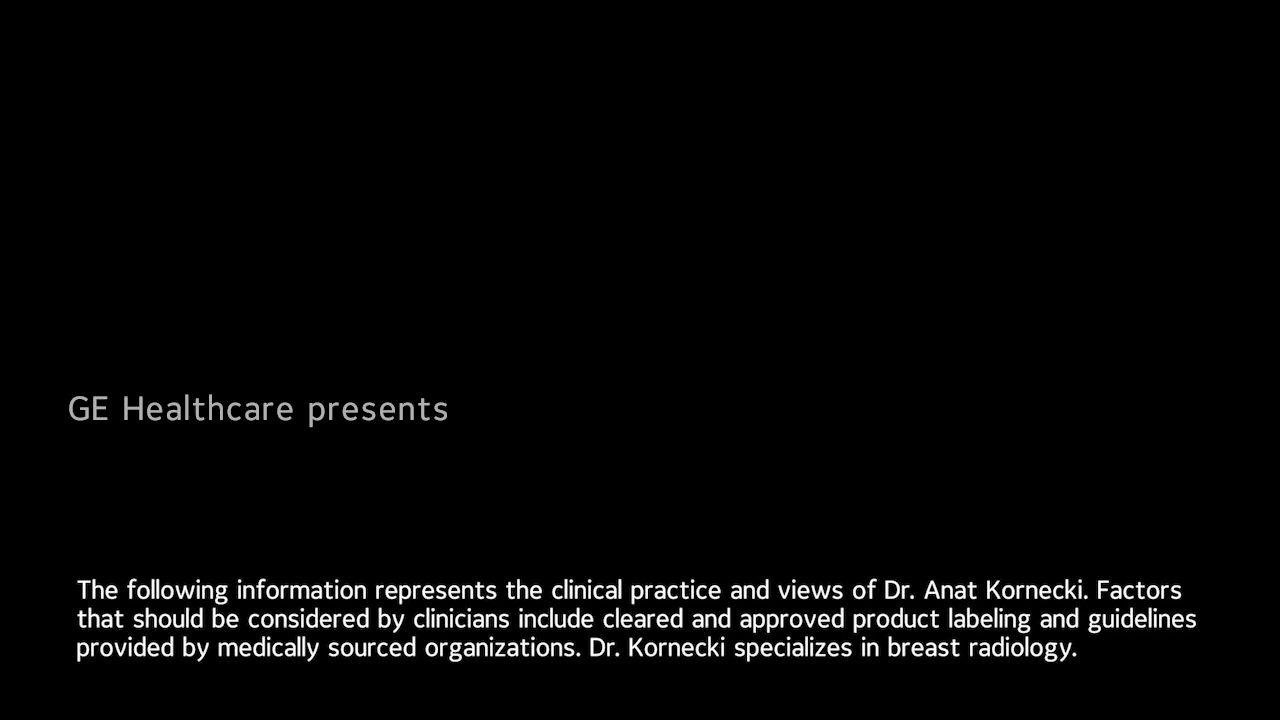 GE Healthcare presents
The following information represents the clinical practice and views of Dr. Anat Kornecki. Factors
that should be considered by clinicians include cleared and approved product labeling and guidelines
provided by medically sourced organizations. Dr. Kornecki specializes in breast radiology.